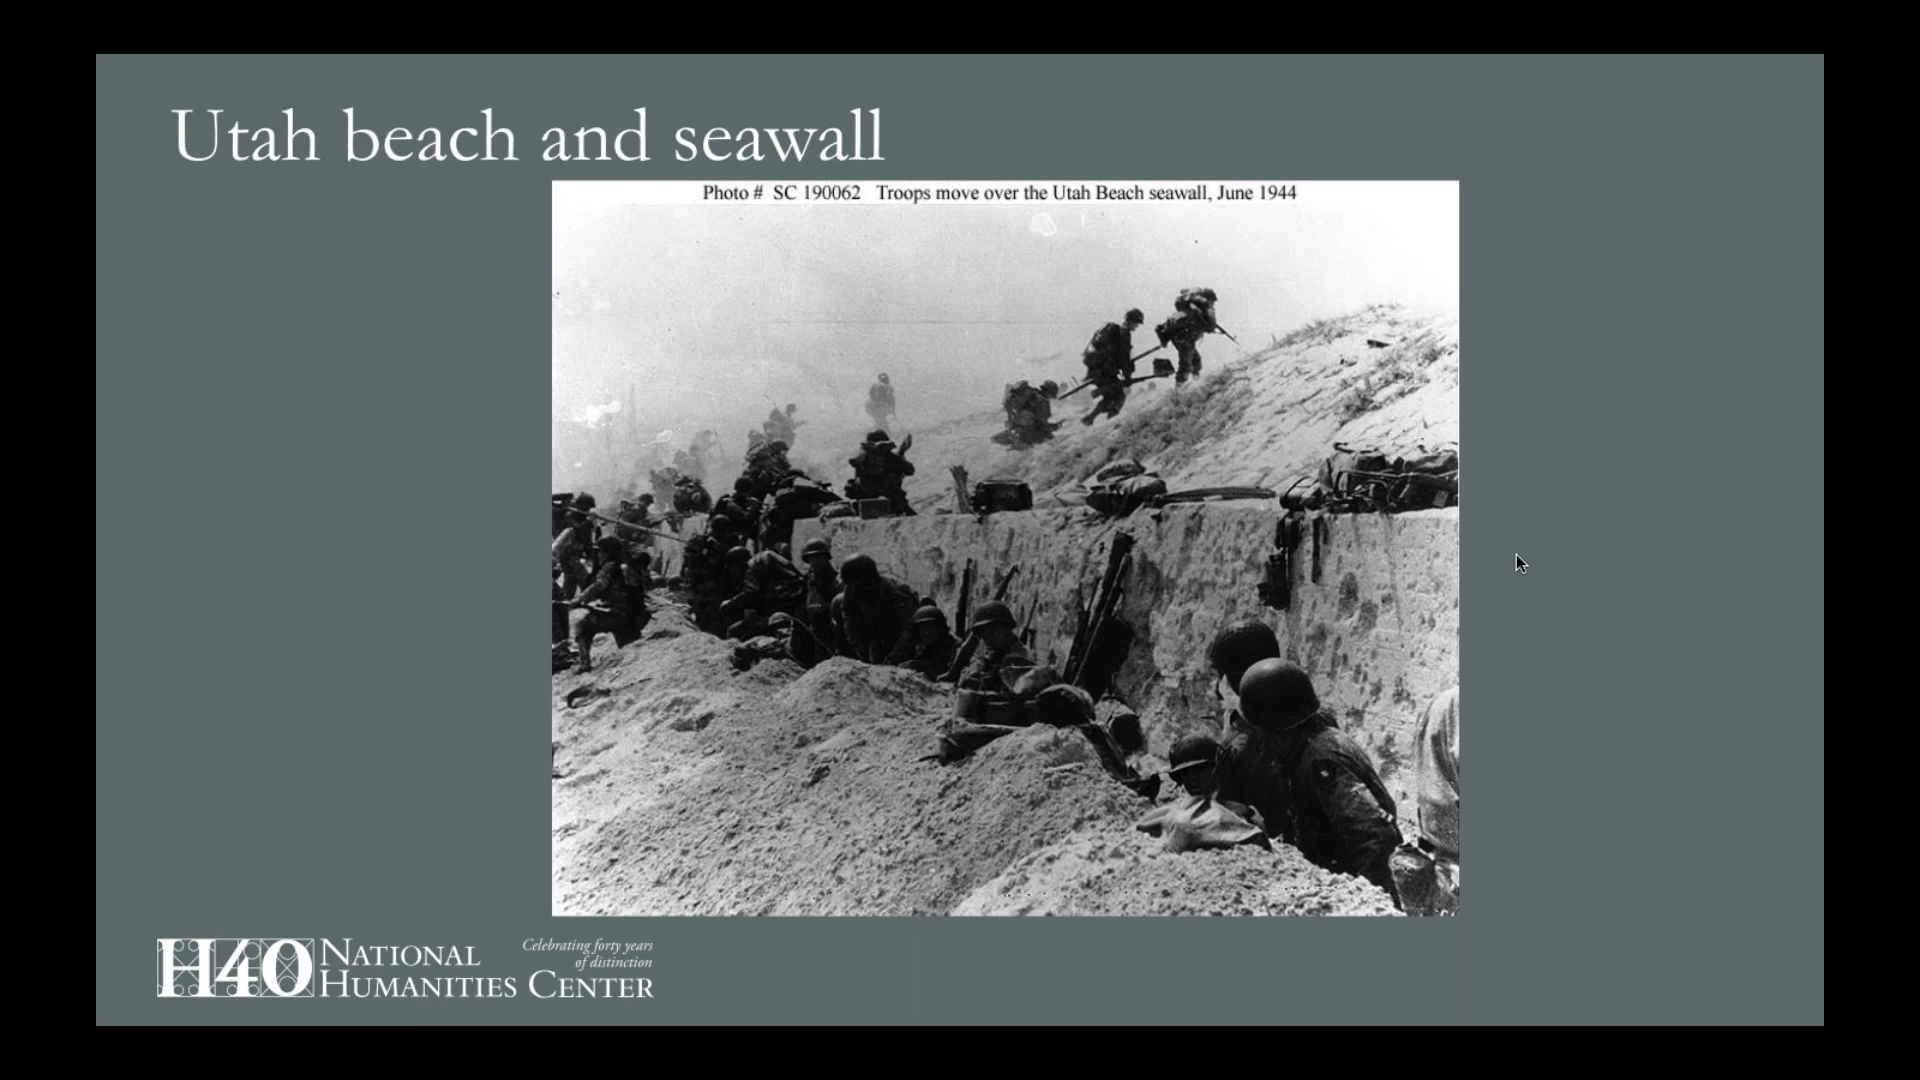 Utah beach and seawall
Photo # SC 190062 Troops move over the Utah Beach seawall, June 1944
H40 NATIONAL HUMANITIES CENTER
Celebrating forty years
of distinction